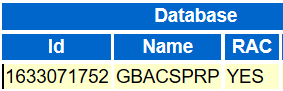 Database
Id Name RAC
1633071752 GBACSPRP YES